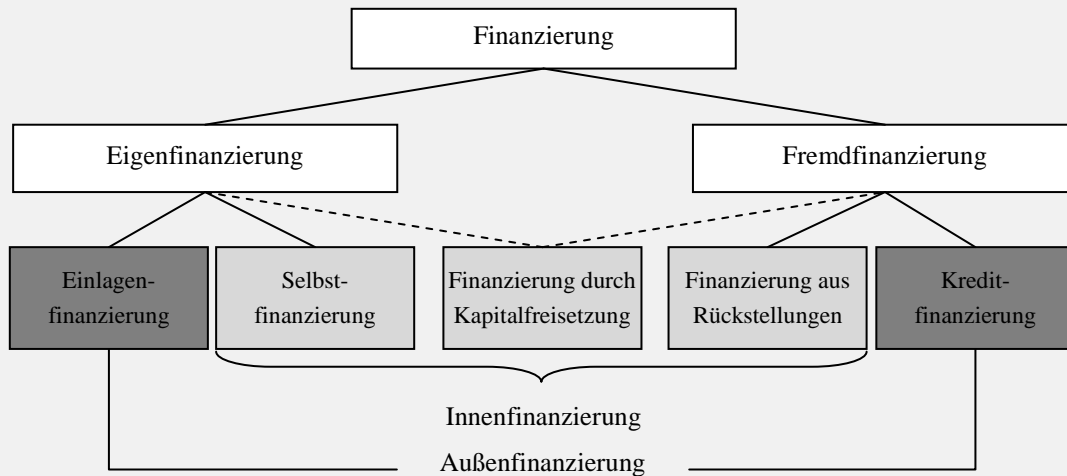 Finanzierung
Eigenfinanzierung
Fremdfinanzierung
Einlagen-
finanzierung
Selbst-
finanzierung
Finanzierung durch
Kapitalfreisetzung
Finanzierung aus
Rückstellungen
Kredit-
finanzierung
Innenfinanzierung
Außenfinanzierung